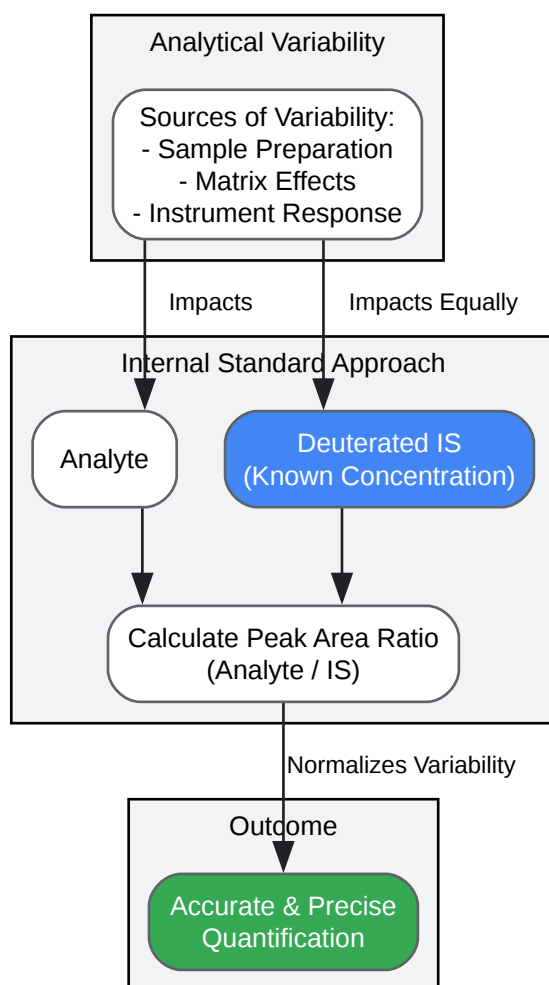 Analytical Variability
Sources of Variability:
- Sample Preparation
- Matrix Effects
- Instrument Response
Impacts
Impacts Equally
Internal Standard Approach
Analyte
Deuterated IS
(Known Concentration)
Calculate Peak Area Ratio
(Analyte / IS)
Normalizes Variability
Outcome
Accurate & Precise
Quantification